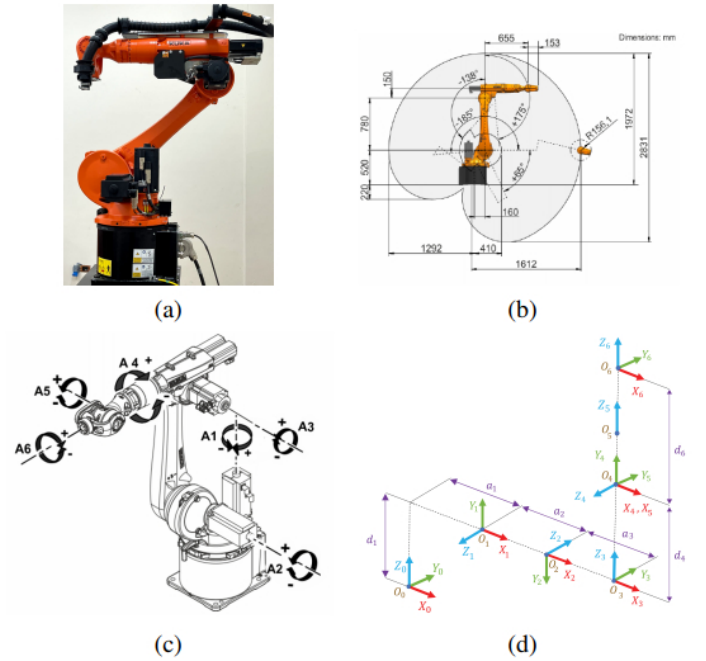 (a)
Dimensions: mm
655
153
150
-138°
780
-185°
+175°
R156,1
1972
2831
520
+65°
220
160
1292
410
1612
(b)
A 4
+
-
A5
+
-
A6
+
-
A1
-
+
A3
+
-
A2
+
-
(c)
Z₆
Y₆
O₆
X₆
Z₅
O₅
d₆
Y₄
O₄
Y₅
Z₄
X₄ , X₅
a₁
a₂
a₃
d₁
Y₁
Z₁
O₁
X₁
Z₂
O₂
Y₂
X₂
Z₃
Y₃
O₃
X₃
d₄
Z₀
Y₀
O₀
X₀
(d)